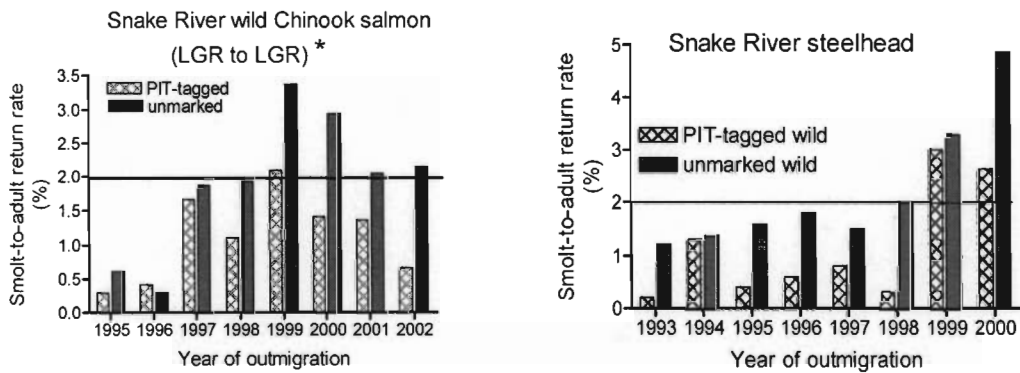 Snake River wild Chinook salmon
(LGR to LGR) *
Smolt-to-adult return rate
(%)
3.5
3.0
2.5
2.0
1.5
1.0
0.5
0.0
PIT-tagged
unmarked
1995 1996 1997 1998 1999 2000 2001 2002
Year of outmigration
Snake River steelhead
Smolt-to-adult return rate
(%)
5
4
3
2
1
0
PIT-tagged wild
unmarked wild
1993 1994 1995 1996 1997 1998 1999 2000
Year of outmigration